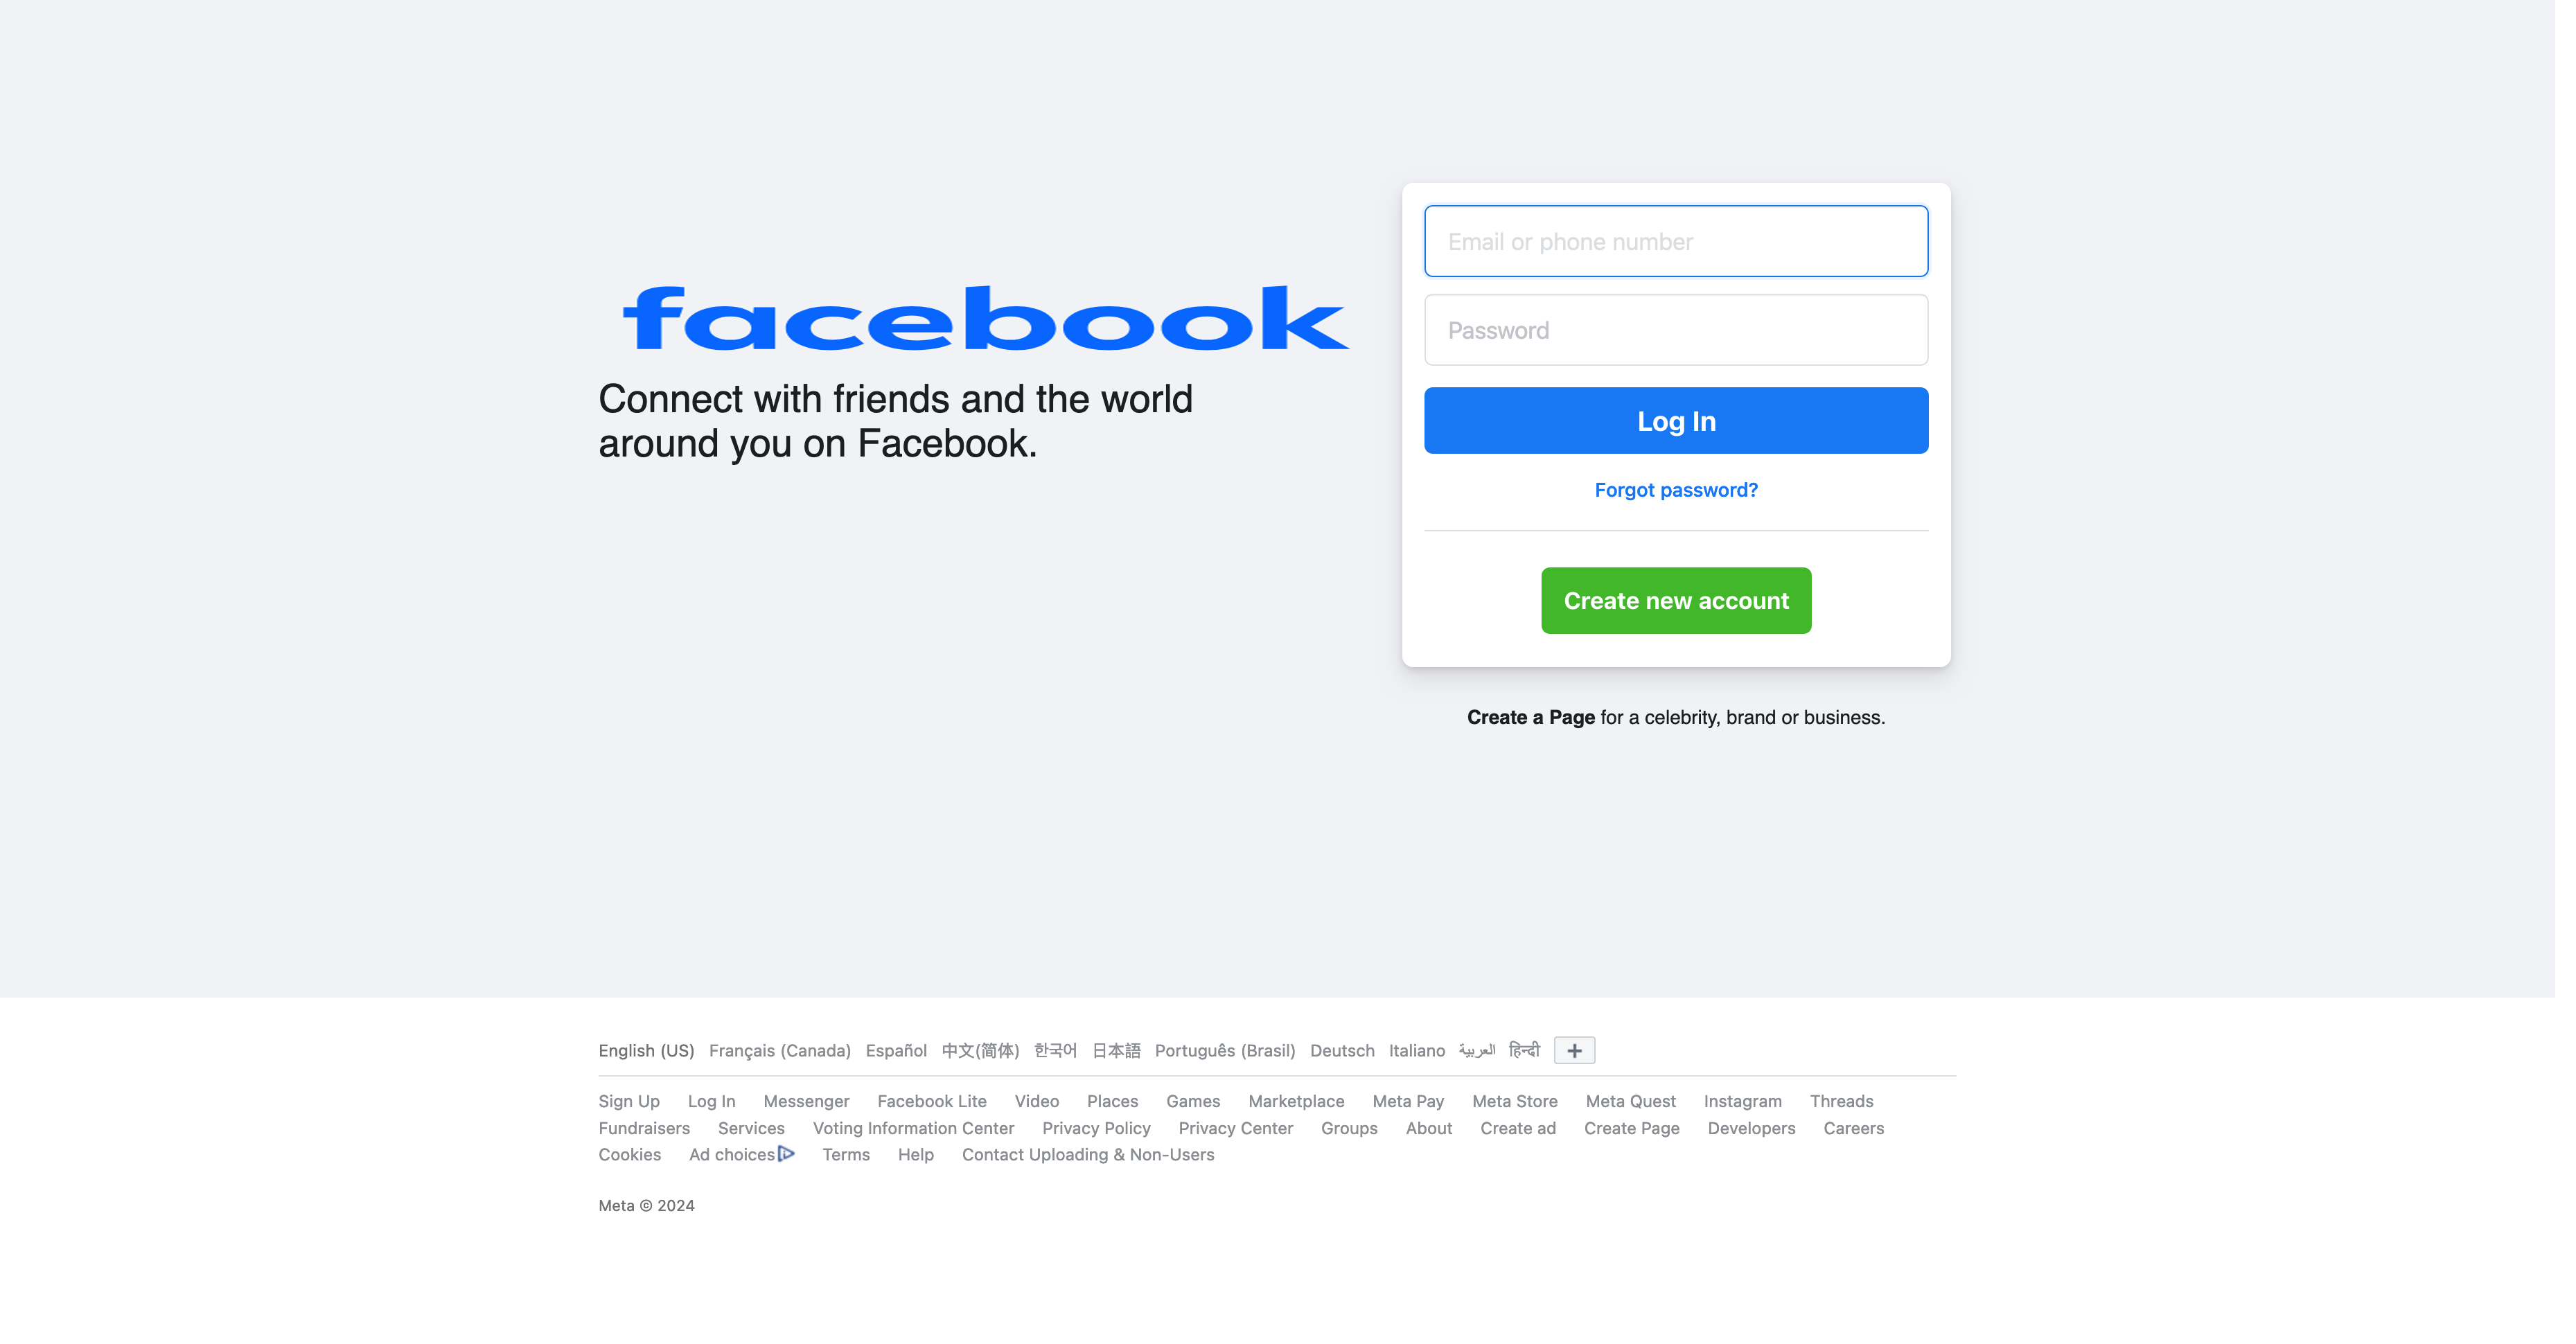 facebook
Connect with friends and the world
around you on Facebook.
Email or phone number
Password
Log In
Forgot password?
Create new account
Create a Page for a celebrity, brand or business.
English (US) Français (Canada) Español 中文(简体) 한국어 日本語 Português (Brasil) Deutsch Italiano العربية हिन्दी +
Sign Up Log In Messenger Facebook Lite Video Places Games Marketplace Meta Pay Meta Store Meta Quest Instagram Threads
Fundraisers Services Voting Information Center Privacy Policy Privacy Center Groups About Create ad Create Page Developers Careers
Cookies Ad choices Terms Help Contact Uploading & Non-Users
Meta © 2024